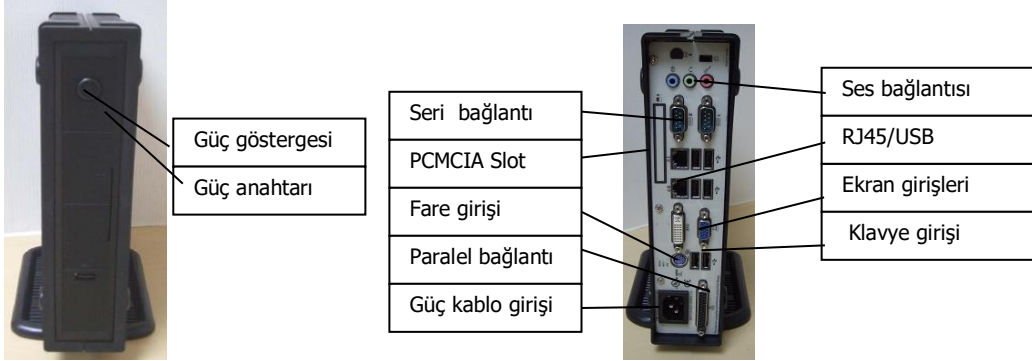 Güç göstergesi
Güç anahtarı
Seri bağlantı
PCMCIA Slot
Fare girişi
Paralel bağlantı
Güç kablo girişi
Ses bağlantısı
RJ45/USB
Ekran girişleri
Klavye girişi